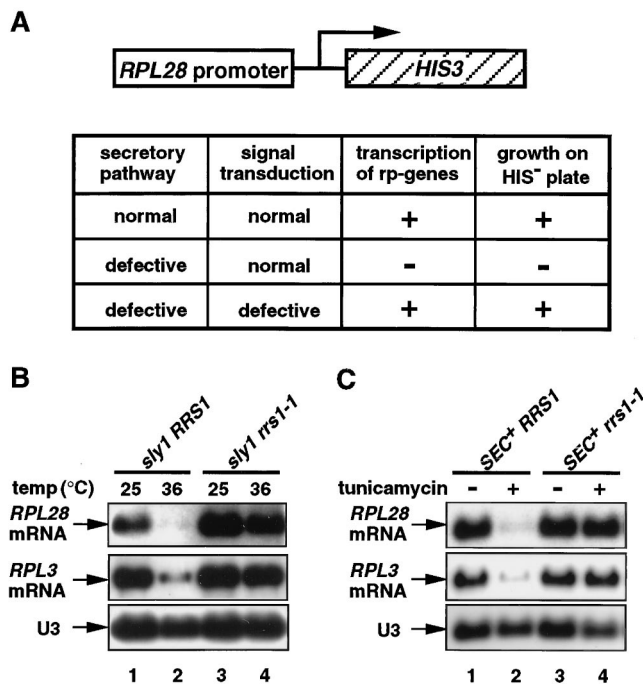 A
RPL28 promoter HIS3
secretory pathway signal transduction transcription of rp-genes growth on HIS⁻ plate
normal normal + +
defective normal - -
defective defective + +
B
sly1 RRS1 sly1 rrs1-1
temp (°C) 25 36 25 36
RPL28 mRNA
RPL3 mRNA
U3
1 2 3 4
C
SEC⁺ RRS1 SEC⁺ rrs1-1
tunicamycin - + - +
RPL28 mRNA
RPL3 mRNA
U3
1 2 3 4